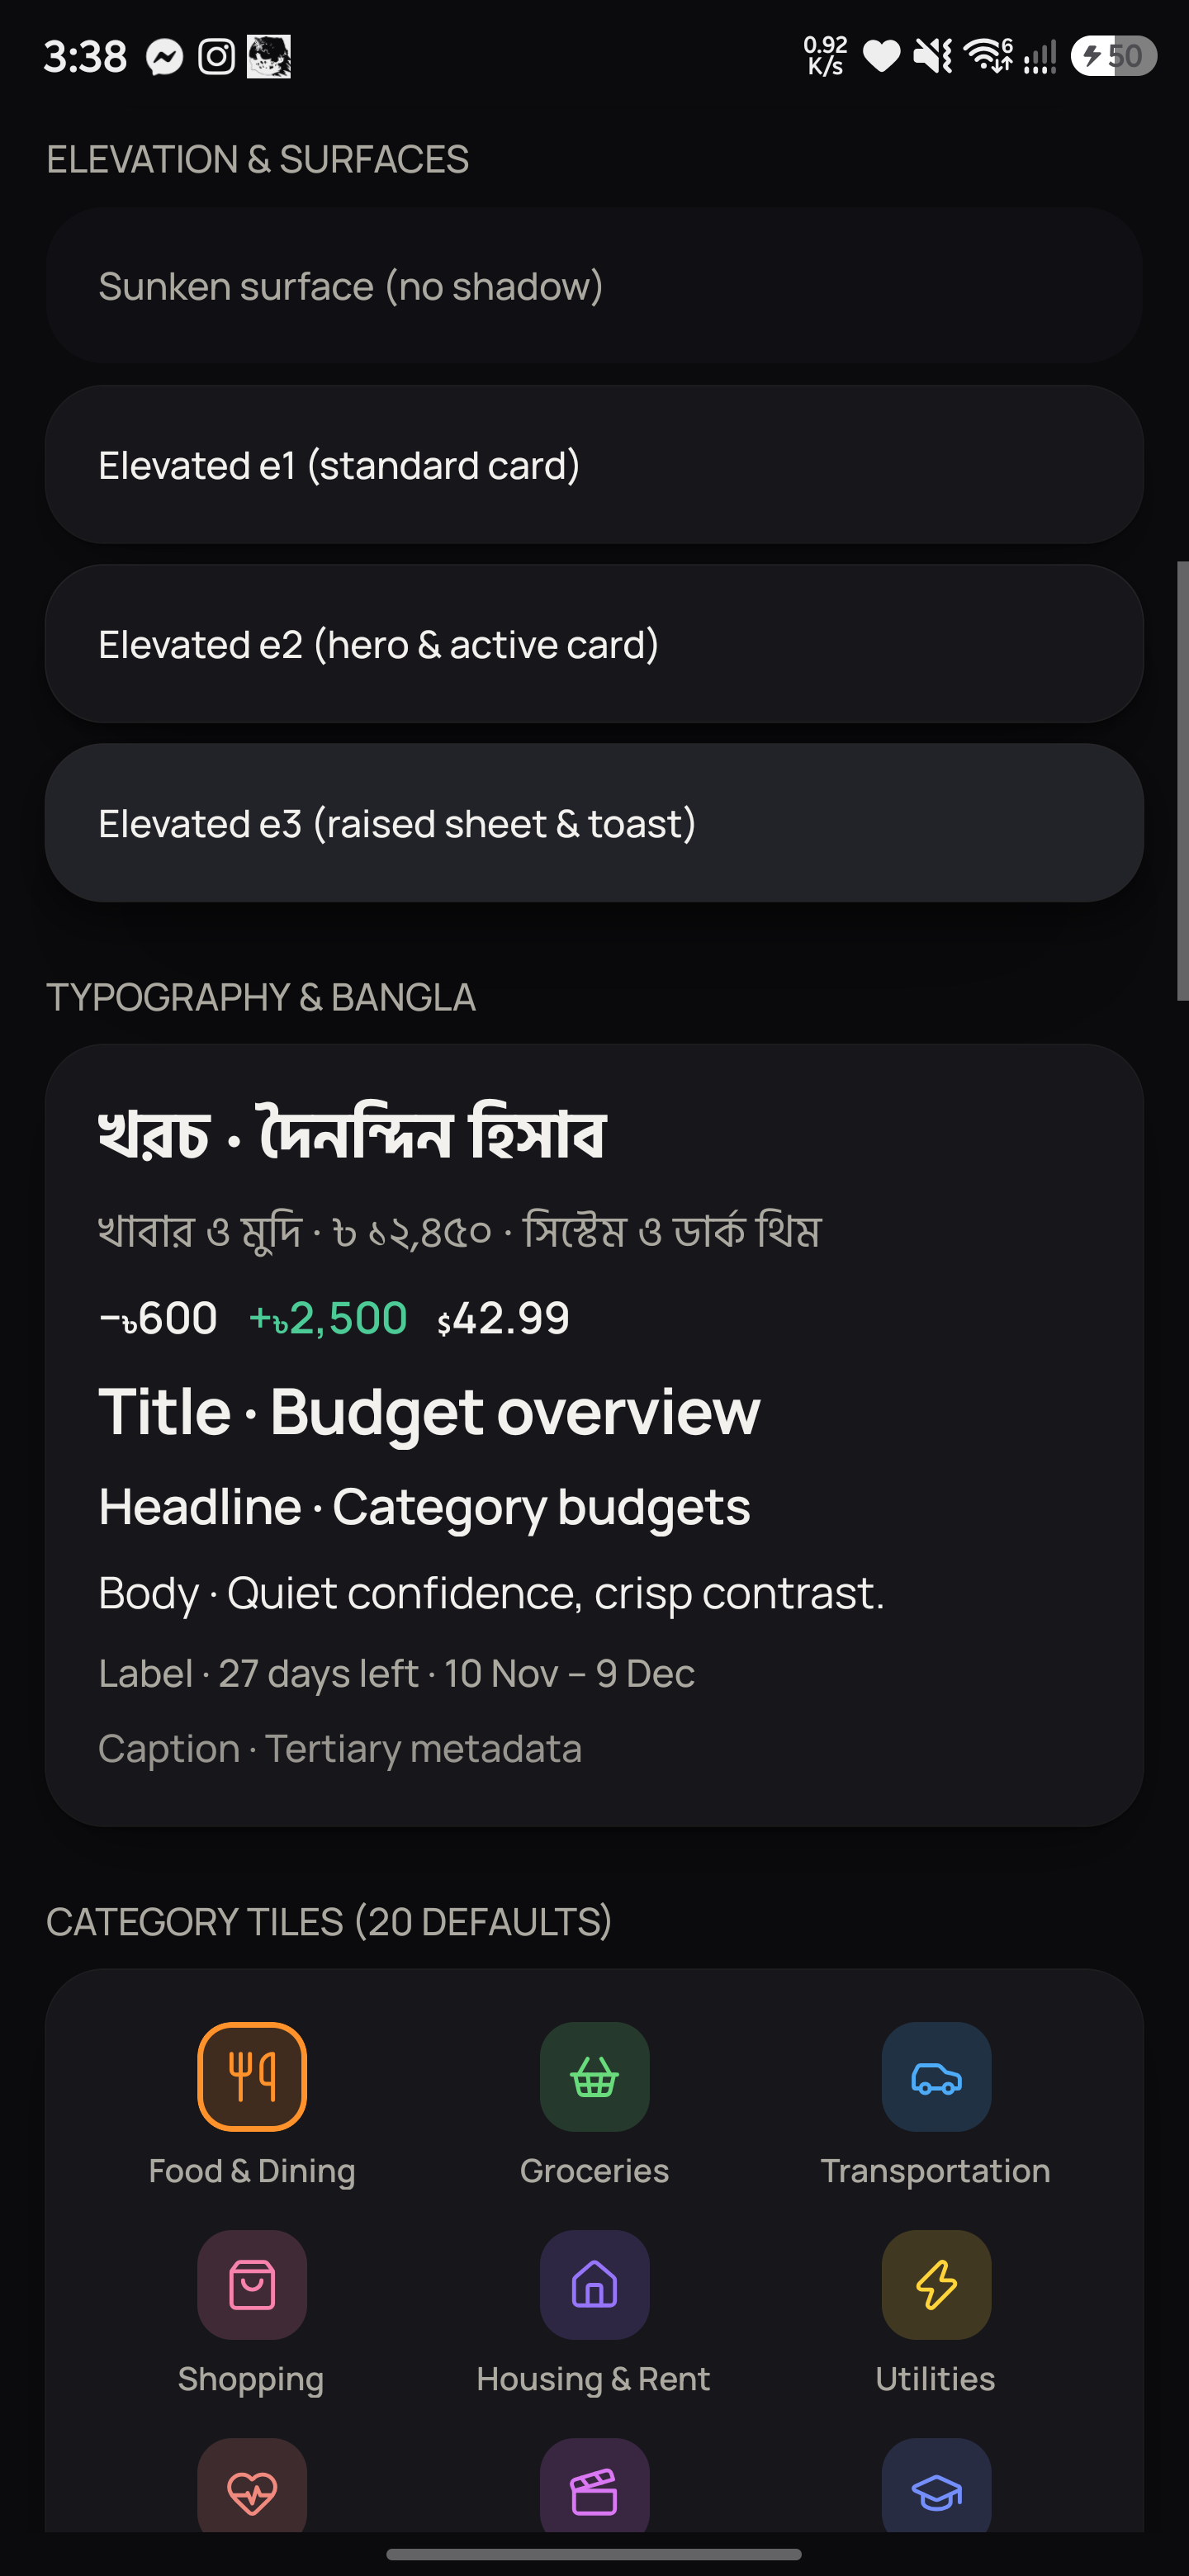 3:38
0.92
K/s
6
50
ELEVATION & SURFACES
Sunken surface (no shadow)
Elevated e1 (standard card)
Elevated e2 (hero & active card)
Elevated e3 (raised sheet & toast)
TYPOGRAPHY & BANGLA
খরচ · দৈনন্দিন হিসাব
খাবার ও মুদি · ৳ ১২,৪৫০ · সিস্টেম ও ডার্ক থিম
−৳600 +৳2,500 $42.99
Title · Budget overview
Headline · Category budgets
Body · Quiet confidence, crisp contrast.
Label · 27 days left · 10 Nov – 9 Dec
Caption · Tertiary metadata
CATEGORY TILES (20 DEFAULTS)
Food & Dining Groceries Transportation
Shopping Housing & Rent Utilities